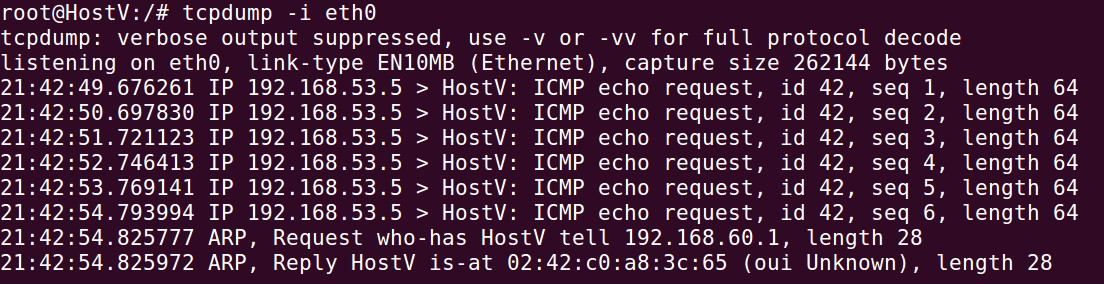 root@HostV:/# tcpdump -i eth0
tcpdump: verbose output suppressed, use -v or -vv for full protocol decode
listening on eth0, link-type EN10MB (Ethernet), capture size 262144 bytes
21:42:49.676261 IP 192.168.53.5 > HostV: ICMP echo request, id 42, seq 1, length 64
21:42:50.697830 IP 192.168.53.5 > HostV: ICMP echo request, id 42, seq 2, length 64
21:42:51.721123 IP 192.168.53.5 > HostV: ICMP echo request, id 42, seq 3, length 64
21:42:52.746413 IP 192.168.53.5 > HostV: ICMP echo request, id 42, seq 4, length 64
21:42:53.769141 IP 192.168.53.5 > HostV: ICMP echo request, id 42, seq 5, length 64
21:42:54.793994 IP 192.168.53.5 > HostV: ICMP echo request, id 42, seq 6, length 64
21:42:54.825777 ARP, Request who-has HostV tell 192.168.60.1, length 28
21:42:54.825972 ARP, Reply HostV is-at 02:42:c0:a8:3c:65 (oui Unknown), length 28